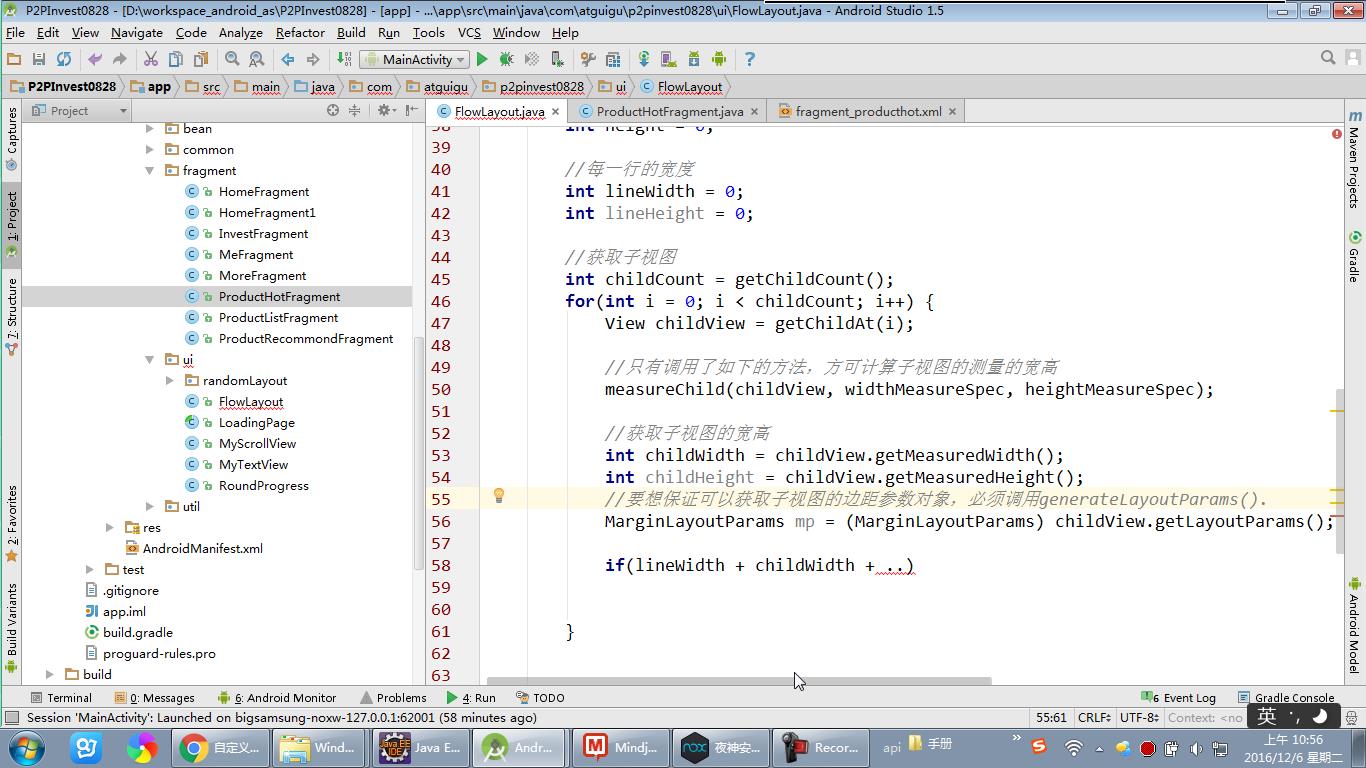 P2PInvest0828 - [D:\workspace_android_as\P2PInvest0828] - [app] - ...\app\src\main\java\com\atguigu\p2pinvest0828\ui\FlowLayout.java - Android Studio 1.5
File Edit View Navigate Code Analyze Refactor Build Run Tools VCS Window Help
MainActivity
P2PInvest0828 app src main java com atguigu p2pinvest0828 ui FlowLayout
Project
FlowLayout.java ProductHotFragment.java fragment_producthot.xml
Captures
1: Project
7: Structure
2: Favorites
Build Variants
bean
common
fragment
HomeFragment
HomeFragment1
InvestFragment
MeFragment
MoreFragment
ProductHotFragment
ProductListFragment
ProductRecommondFragment
ui
randomLayout
FlowLayout
LoadingPage
MyScrollView
MyTextView
RoundProgress
util
res
AndroidManifest.xml
test
.gitignore
app.iml
build.gradle
proguard-rules.pro
build
38 int height = 0;
39
40 //每一行的宽度
41 int lineWidth = 0;
42 int lineHeight = 0;
43
44 //获取子视图
45 int childCount = getChildCount();
46 for(int i = 0; i < childCount; i++) {
47 View childView = getChildAt(i);
48
49 //只有调用了如下的方法，方可计算子视图的测量的宽高
50 measureChild(childView, widthMeasureSpec, heightMeasureSpec);
51
52 //获取子视图的宽高
53 int childWidth = childView.getMeasuredWidth();
54 int childHeight = childView.getMeasuredHeight();
55 //要想保证可以获取子视图的边距参数对象，必须调用generateLayoutParams().
56 MarginLayoutParams mp = (MarginLayoutParams) childView.getLayoutParams();
57
58 if(lineWidth + childWidth + ..)
59
60
61 }
62
63
Maven Projects
Gradle
Android Model
Terminal 0: Messages 6: Android Monitor Problems 4: Run TODO 6 Event Log Gradle Console
Session 'MainActivity': Launched on bigsamsung-noxw-127.0.0.1:62001 (58 minutes ago) 55:61 CRLF UTF-8 Context: <no
英
自定义... Wind... Java E... Andr... Mindj... 夜神安... Recor... api 手册
上午 10:56
2016/12/6 星期二